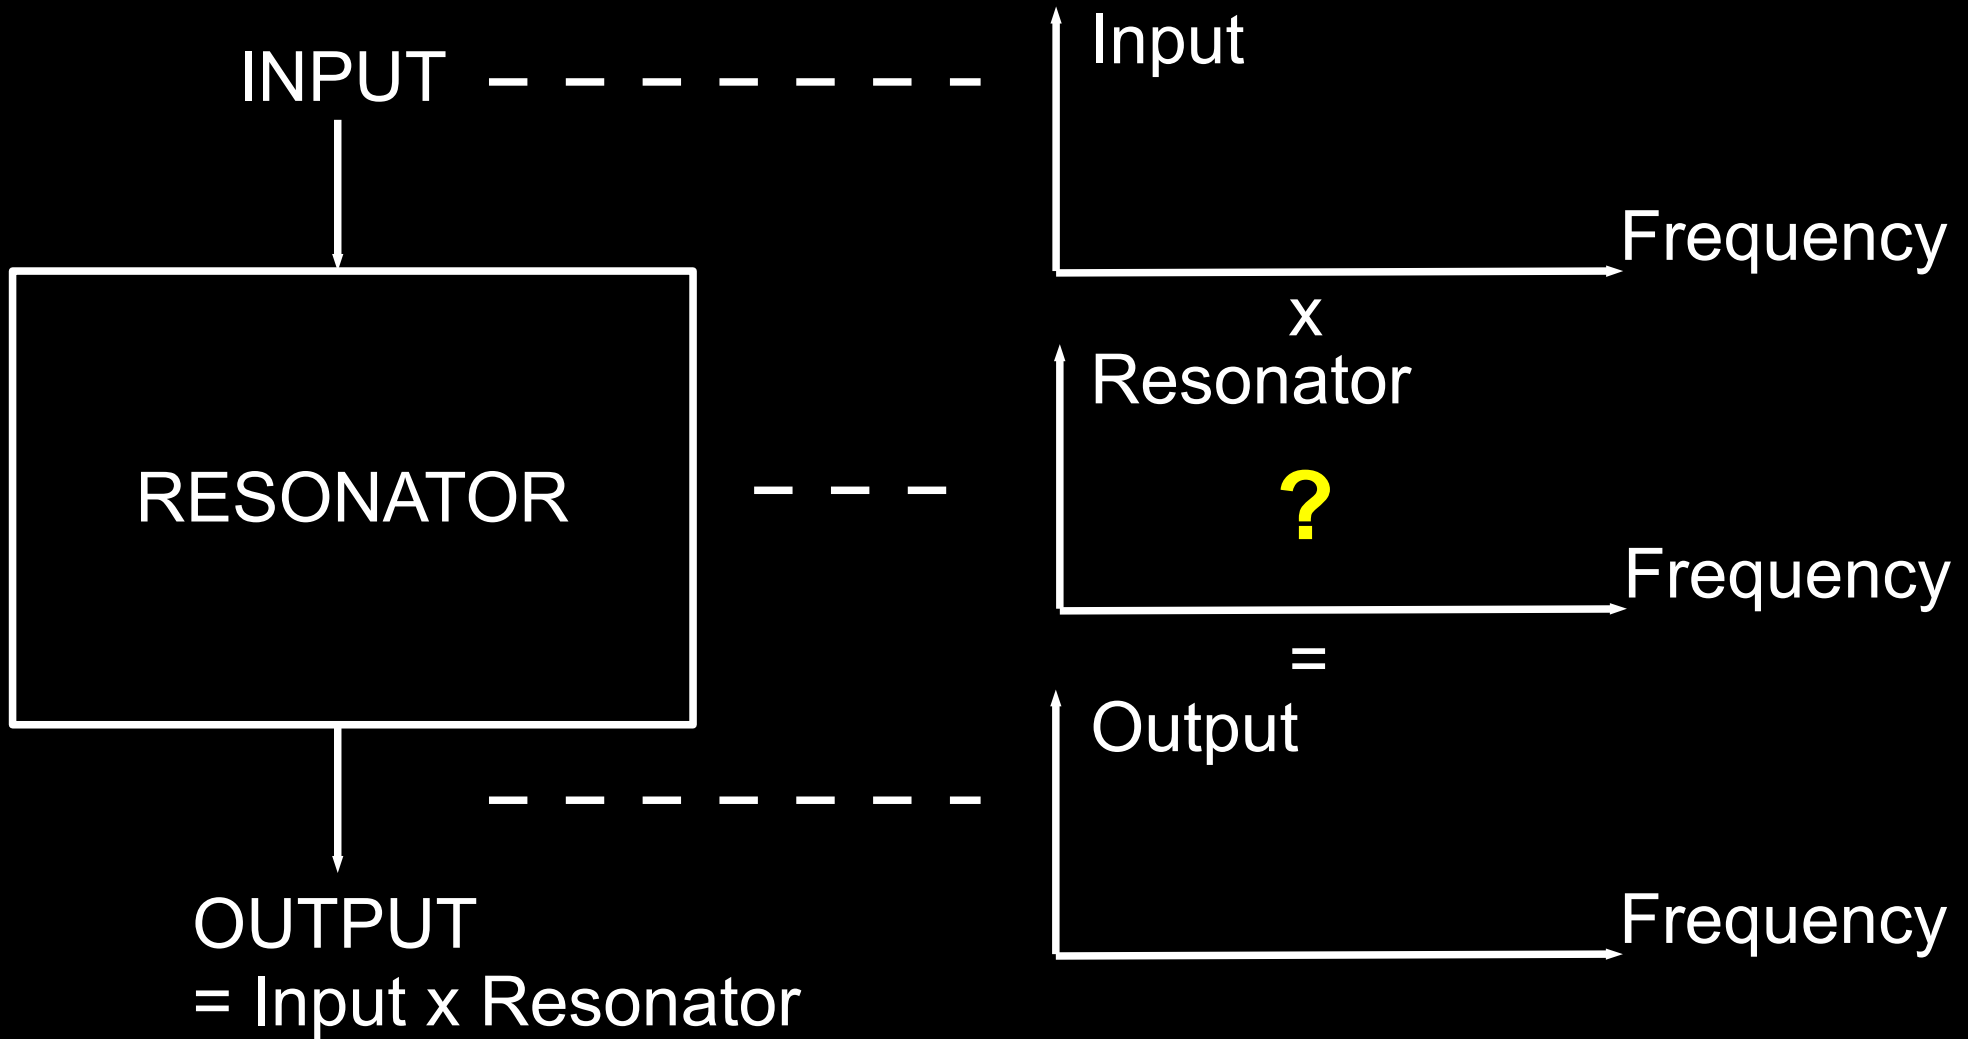 INPUT
RESONATOR
OUTPUT
= Input x Resonator
Input
Frequency
x
Resonator
?
Frequency
=
Output
Frequency